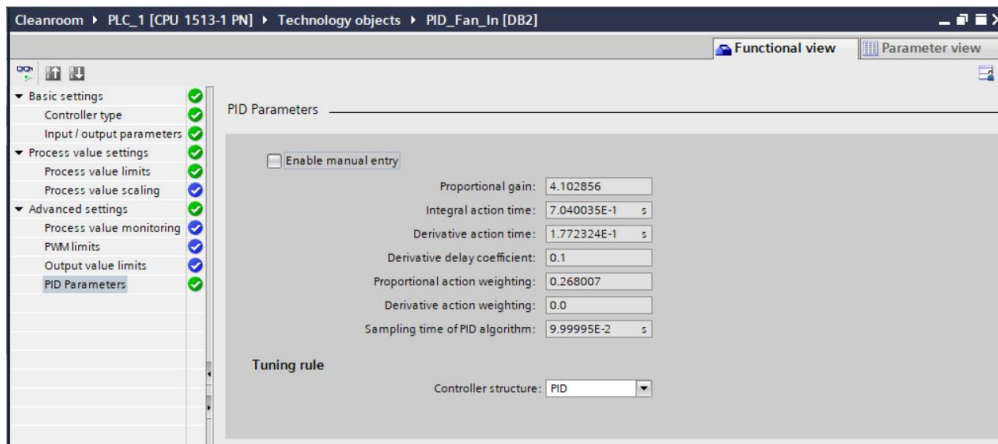 Cleanroom ▸ PLC_1 [CPU 1513-1 PN] ▸ Technology objects ▸ PID_Fan_In [DB2]
Functional view
Parameter view
Basic settings
Controller type
Input / output parameters
Process value settings
Process value limits
Process value scaling
Advanced settings
Process value monitoring
PWM limits
Output value limits
PID Parameters
PID Parameters
Enable manual entry
Proportional gain: 4.102856
Integral action time: 7.040035E-1 s
Derivative action time: 1.772324E-1 s
Derivative delay coefficient: 0.1
Proportional action weighting: 0.268007
Derivative action weighting: 0.0
Sampling time of PID algorithm: 9.99995E-2 s
Tuning rule
Controller structure: PID